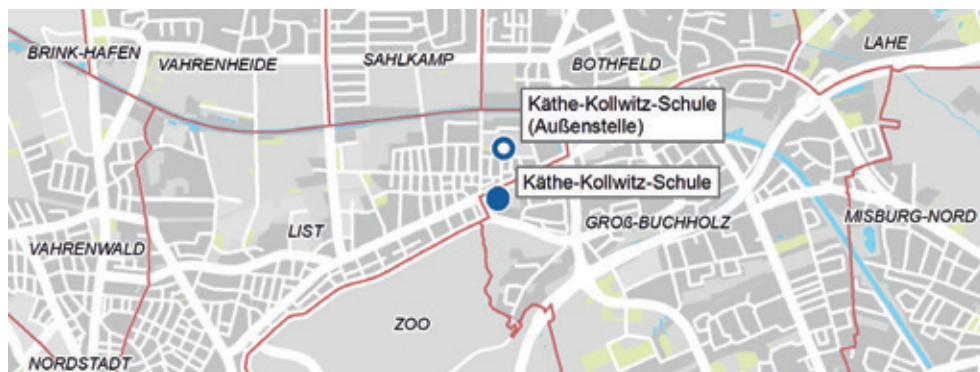 LAHE
BRINK-HAFEN
VAHRENHEIDE
SAHLKAMP
BOTHFELD
Käthe-Kollwitz-Schule
(Außenstelle)
Käthe-Kollwitz-Schule
GROß-BUCHHOLZ
MISBURG-NORD
LIST
VAHRENWALD
ZOO
NORDSTADT